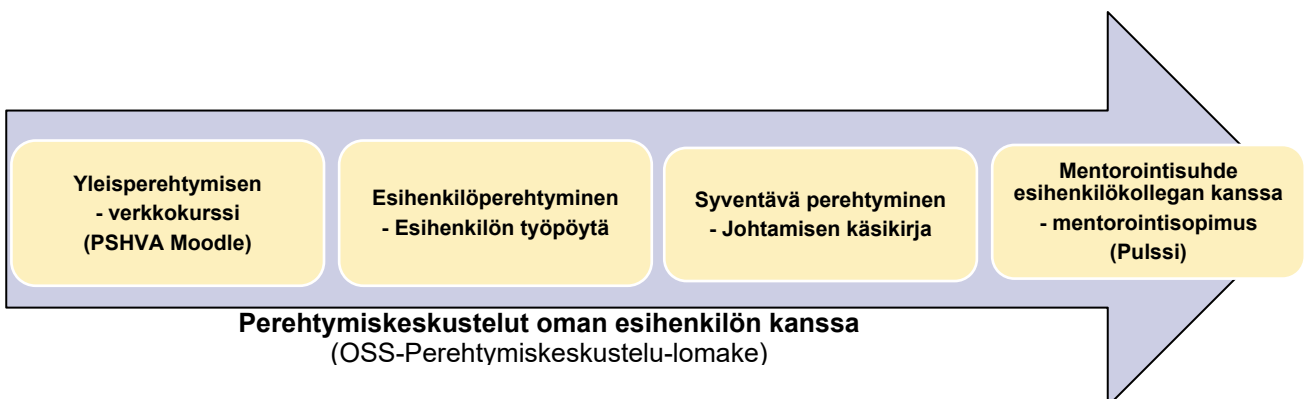 Yleisperehtymisen
- verkkokurssi
(PSHVA Moodle)
Esihenkilöperehtyminen
- Esihenkilön työpöytä
Syventävä perehtyminen
- Johtamisen käsikirja
Mentorointisuhde
esihenkilökollegan kanssa
- mentorointisopimus
(Pulssi)
Perehtymiskeskustelut oman esihenkilön kanssa
(OSS-Perehtymiskeskustelu-lomake)